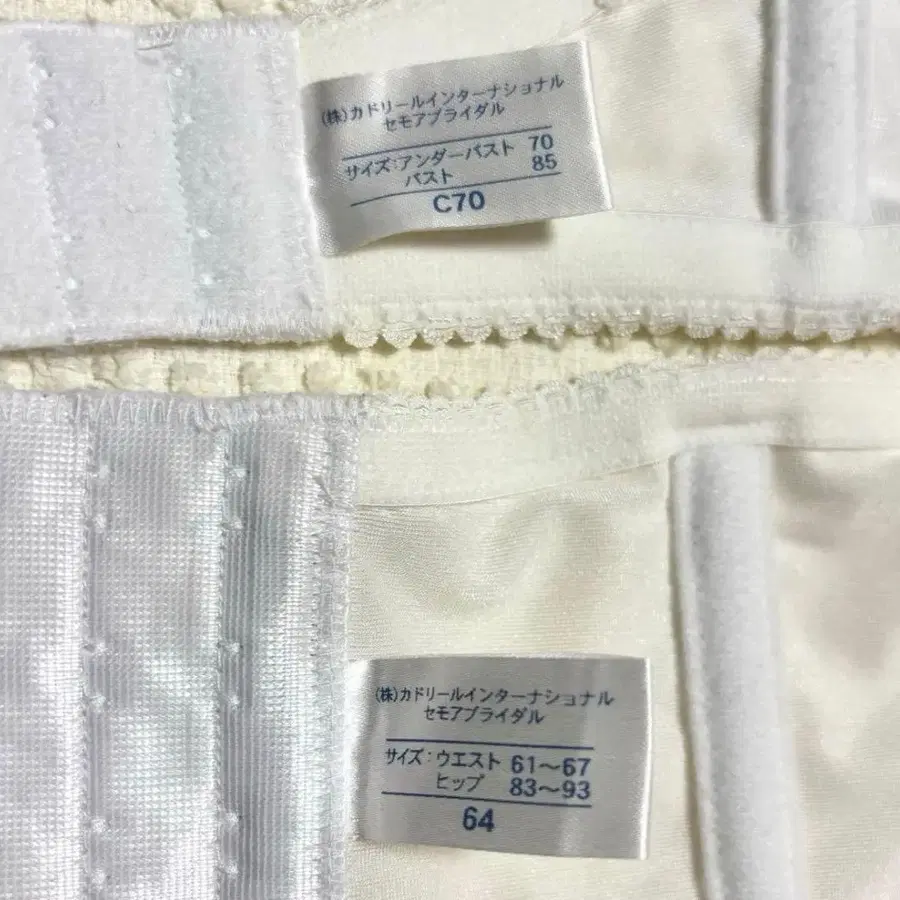 (株)カドリールインターナショナル
セモアブライダル
サイズ:アンダーバスト 70
バスト 85
C70
(株)カドリールインターナショナル
セモアブライダル
サイズ:ウエスト 61〜67
ヒップ 83〜93
64